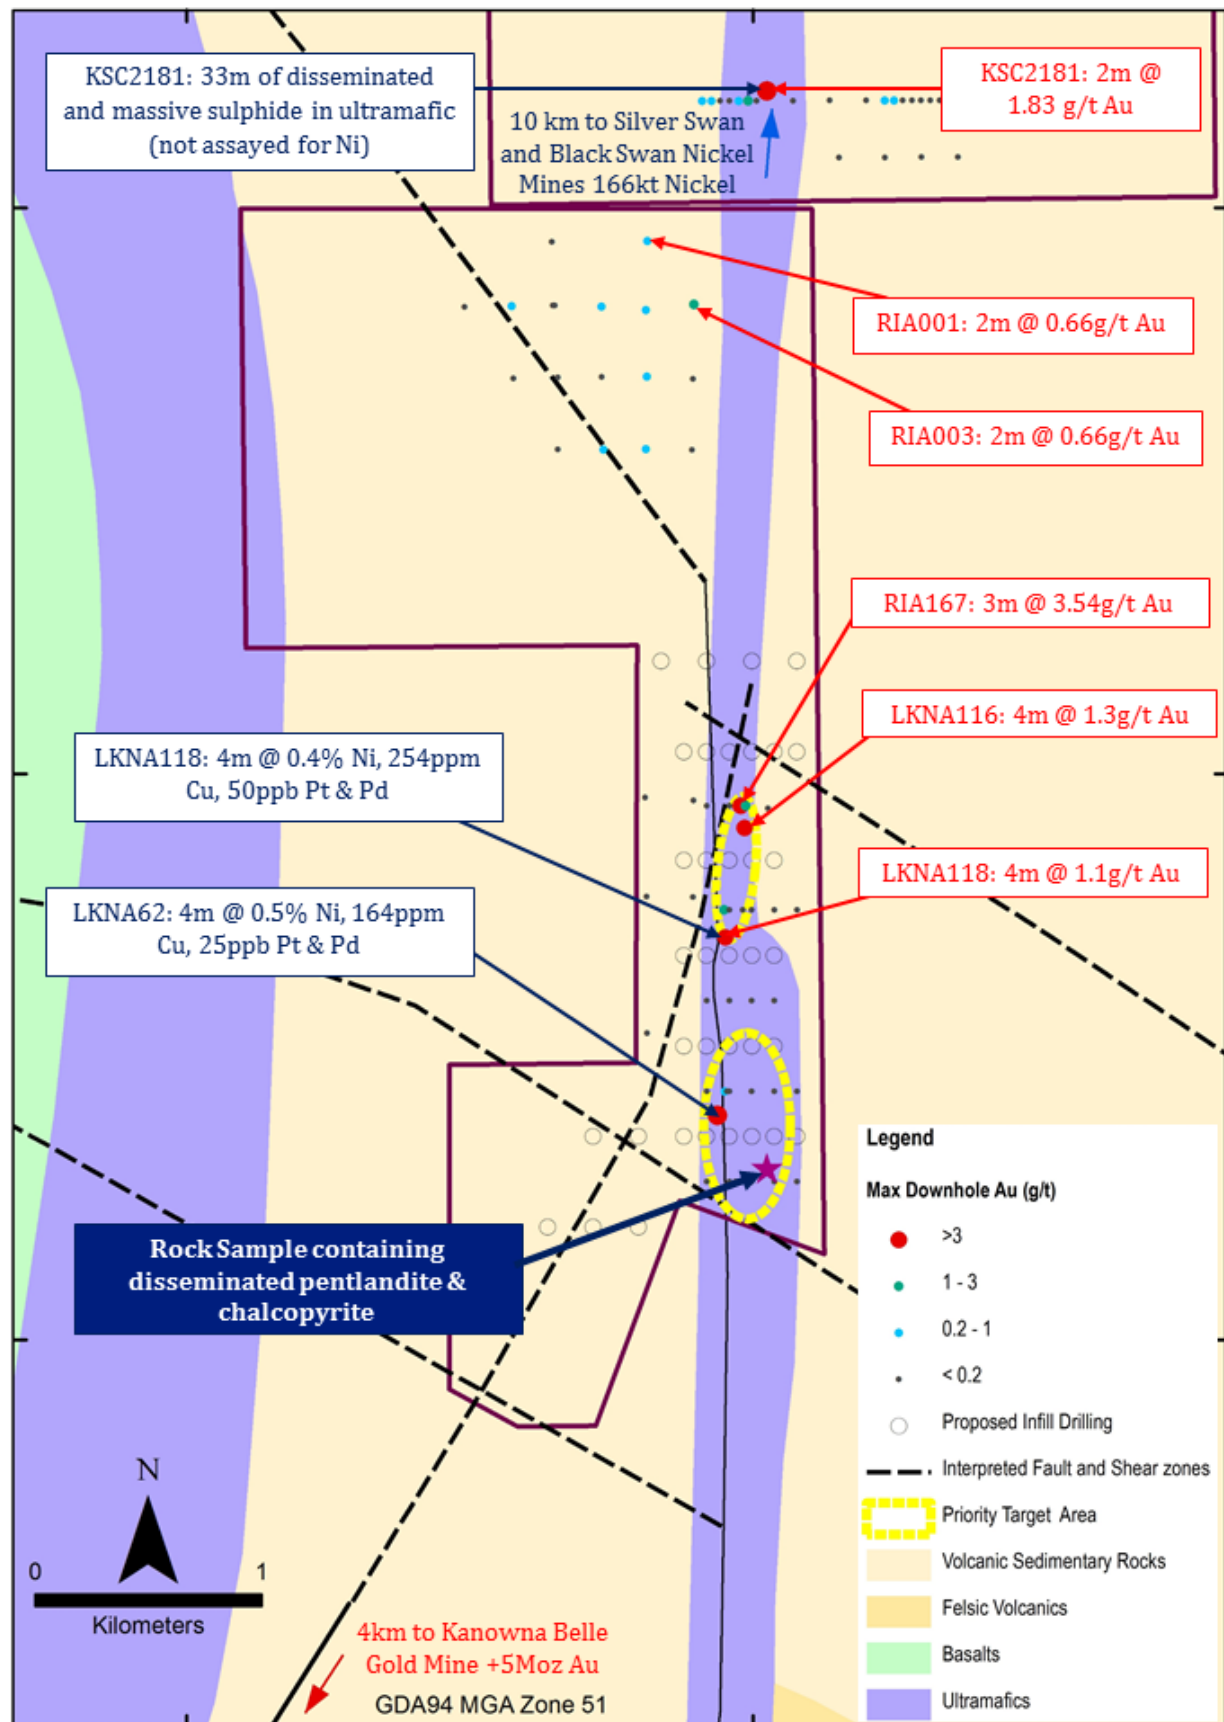 KSC2181: 33m of disseminated
and massive sulphide in ultramafic
(not assayed for Ni)
KSC2181: 2m @
1.83 g/t Au
10 km to Silver Swan
and Black Swan Nickel
Mines 166kt Nickel
RIA001: 2m @ 0.66g/t Au
RIA003: 2m @ 0.66g/t Au
RIA167: 3m @ 3.54g/t Au
LKNA116: 4m @ 1.3g/t Au
LKNA118: 4m @ 0.4% Ni, 254ppm
Cu, 50ppb Pt & Pd
LKNA118: 4m @ 1.1g/t Au
LKNA62: 4m @ 0.5% Ni, 164ppm
Cu, 25ppb Pt & Pd
Rock Sample containing
disseminated pentlandite &
chalcopyrite
Legend
Max Downhole Au (g/t)
>3
1 - 3
0.2 - 1
< 0.2
Proposed Infill Drilling
Interpreted Fault and Shear zones
Priority Target Area
Volcanic Sedimentary Rocks
Felsic Volcanics
Basalts
Ultramafics
N
0 1
Kilometers
4km to Kanowna Belle
Gold Mine +5Moz Au
GDA94 MGA Zone 51